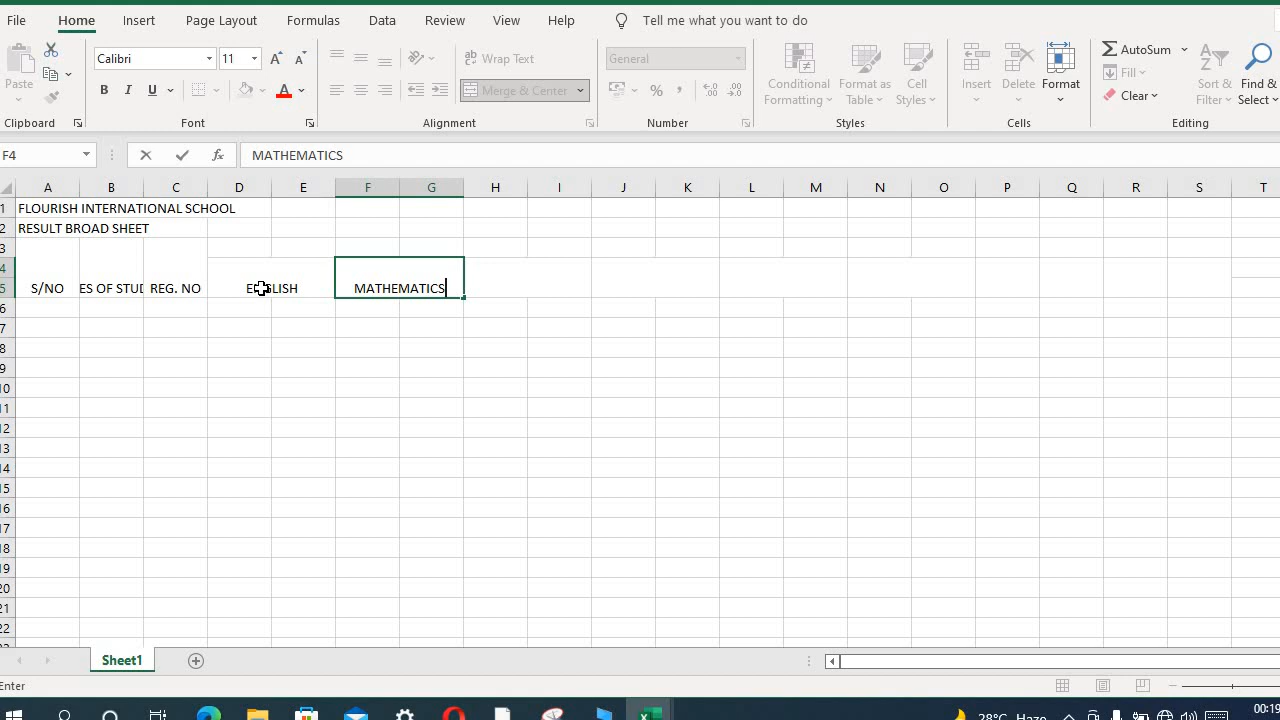 File Home Insert Page Layout Formulas Data Review View Help Tell me what you want to do
Paste
Calibri 11 A A
B I U A
Wrap Text
Merge & Center
General
%
Conditional Formatting
Format as Table
Cell Styles
Insert Delete Format
AutoSum
Fill
Clear
Sort & Filter
Find & Select
Clipboard Font Alignment Number Styles Cells Editing
F4 fx MATHEMATICS
A B C D E F G H I J K L M N O P Q R S T
1 FLOURISH INTERNATIONAL SCHOOL
2 RESULT BROAD SHEET
3
4
5 S/NO ES OF STUD REG. NO ENGLISH MATHEMATICS
6
7
8
9
10
11
12
13
14
15
16
17
18
19
20
21
22
Sheet1
Enter
28°C Haze 00:19